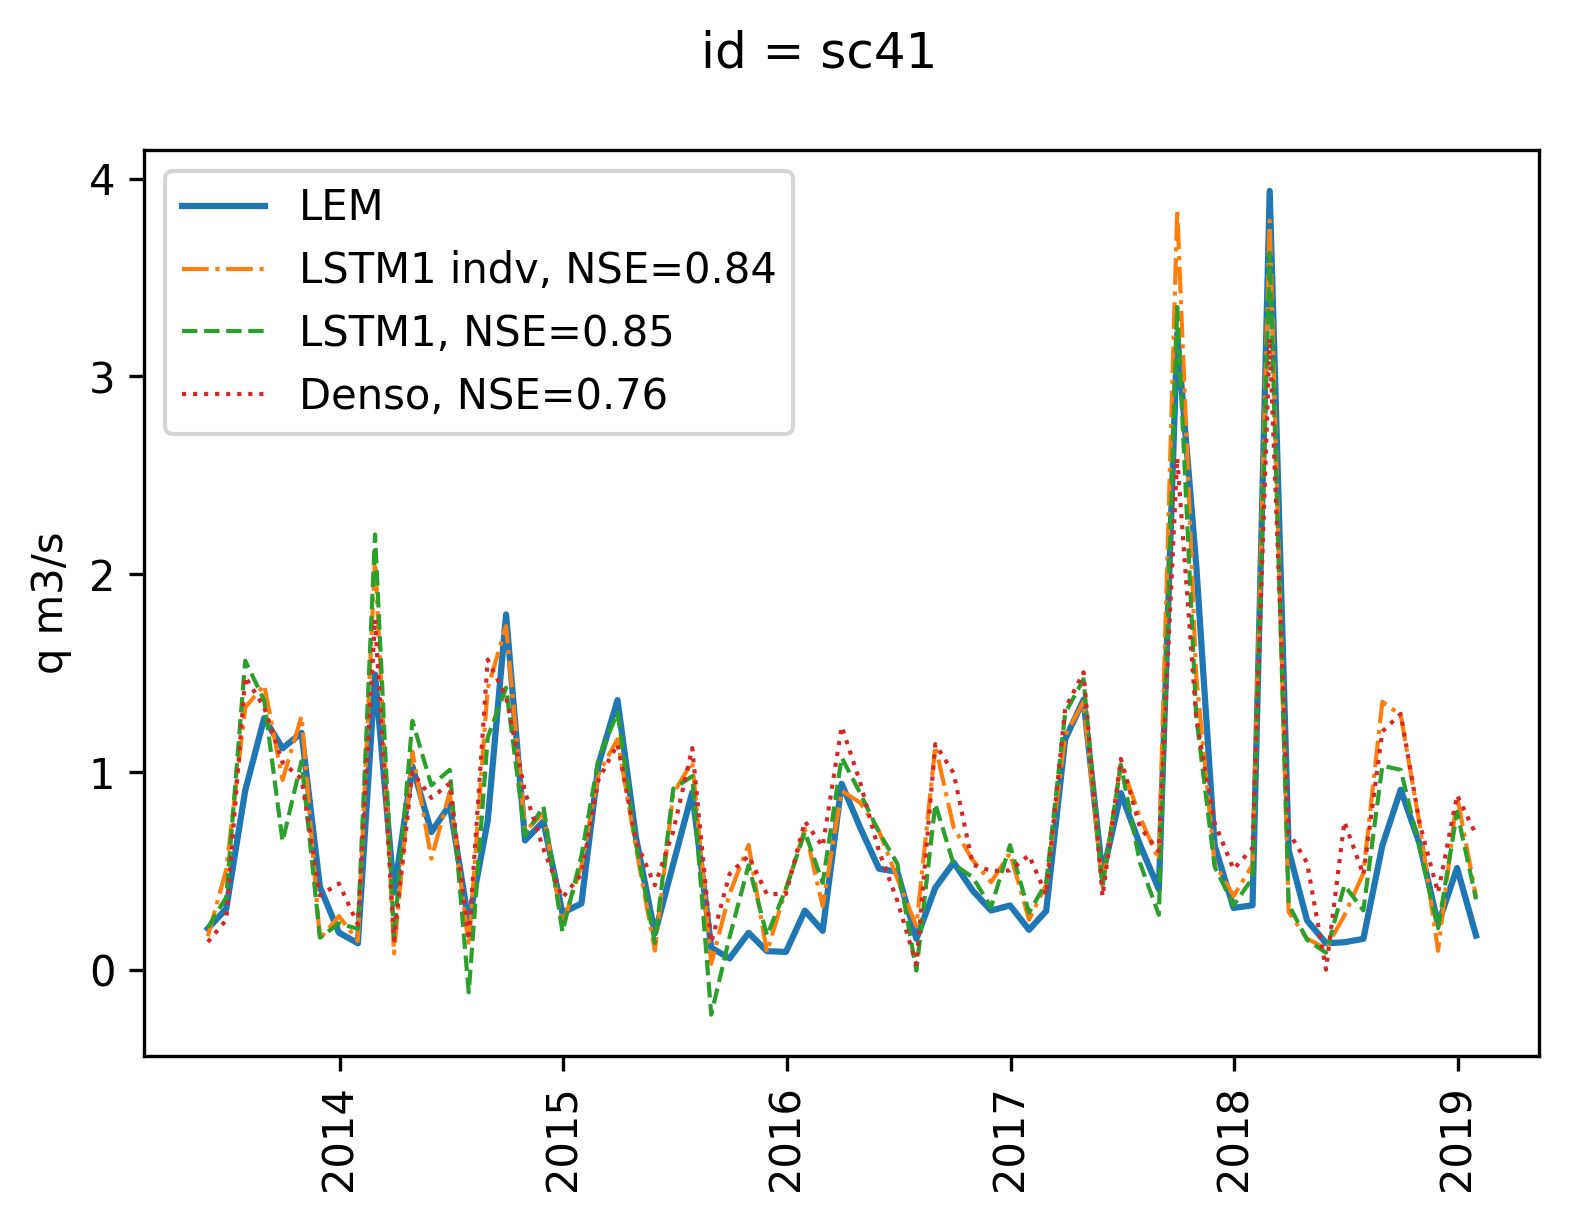 id = sc41
LEM
LSTM1 indv, NSE=0.84
LSTM1, NSE=0.85
Denso, NSE=0.76
q m3/s
4
3
2
1
0
2014
2015
2016
2017
2018
2019